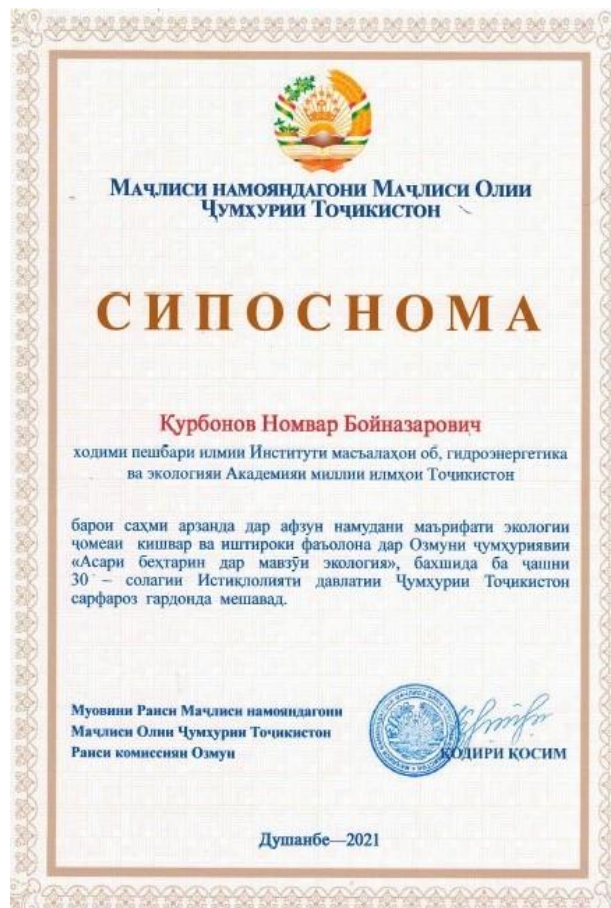 Маҷлиси намояндагони Маҷлиси Олии
Ҷумҳурии Тоҷикистон
СИПОСНОМА
Қурбонов Номвар Бойназарович
ходими пешбари илмии Институти масъалаҳои об, гидроэнергетика
ва экологияи Академияи миллии илмҳои Тоҷикистон
барои саҳми арзанда дар афзун намудани маърифати экологии
ҷомеаи кишвар ва иштироки фаъолона дар Озмуни ҷумҳуриявии
«Асари беҳтарин дар мавзӯи экология», бахшида ба ҷашни
30 – солагии Истиқлолияти давлатии Ҷумҳурии Тоҷикистон
сарфароз гардонда мешавад.
Муовини Раиси Маҷлиси намояндагони
Маҷлиси Олии Ҷумҳурии Тоҷикистон
Раиси комиссияи Озмун
ҚОДИРИ ҚОСИМ
Душанбе—2021